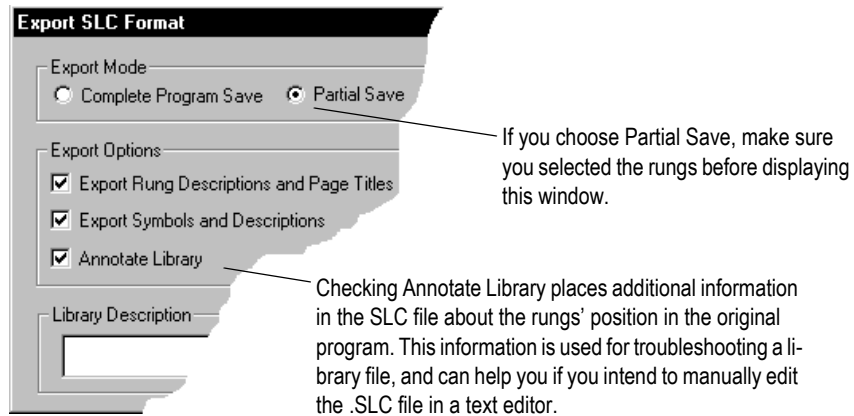 Export SLC Format
Export Mode
Complete Program Save Partial Save
If you choose Partial Save, make sure
you selected the rungs before displaying
this window.
Export Options
Export Rung Descriptions and Page Titles
Export Symbols and Descriptions
Annotate Library
Checking Annotate Library places additional information
in the SLC file about the rungs’ position in the original
program. This information is used for troubleshooting a li-
brary file, and can help you if you intend to manually edit
the .SLC file in a text editor.
Library Description